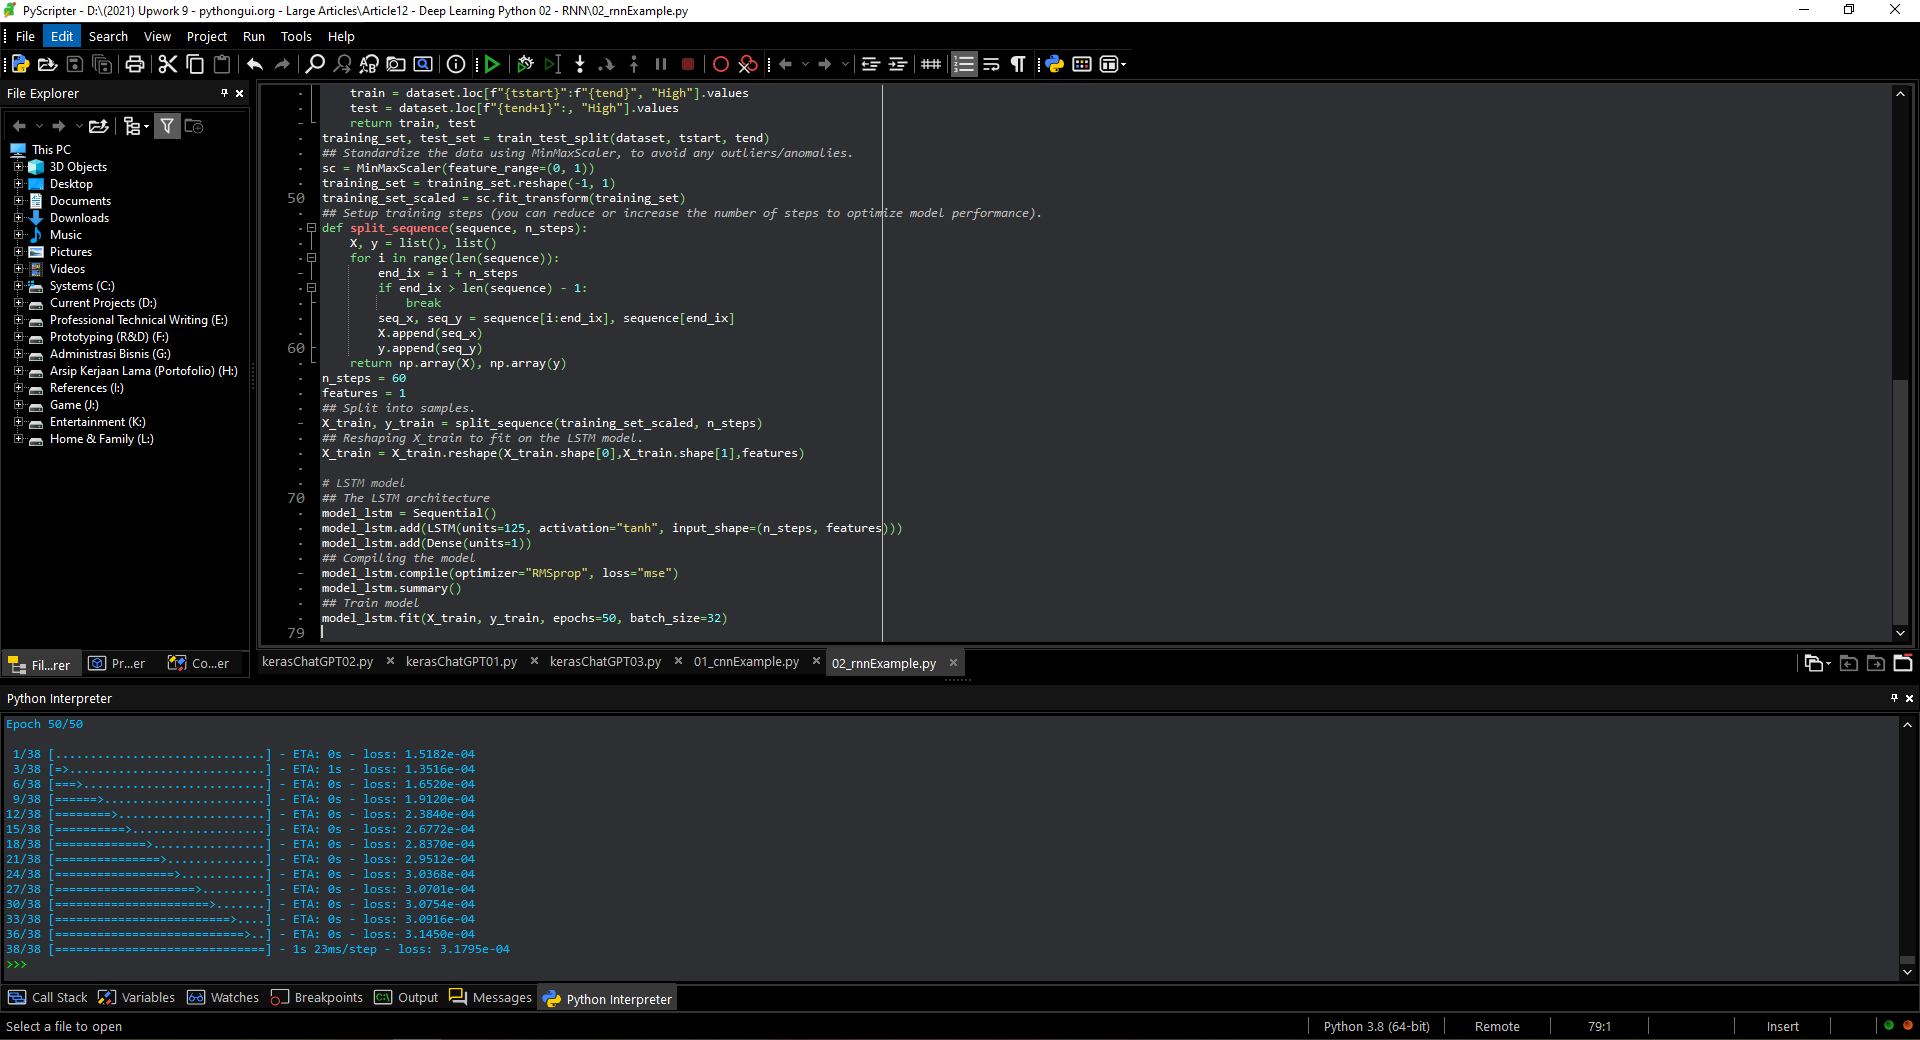 PyScripter - D:\(2021) Upwork 9 - pythongui.org - Large Articles\Article12 - Deep Learning Python 02 - RNN\02_rnnExample.py
File Edit Search View Project Run Tools Help
File Explorer
This PC
3D Objects
Desktop
Documents
Downloads
Music
Pictures
Videos
Systems (C:)
Current Projects (D:)
Professional Technical Writing (E:)
Prototyping (R&D) (F:)
Administrasi Bisnis (G:)
Arsip Kerjaan Lama (Portofolio) (H:)
References (I:)
Game (J:)
Entertainment (K:)
Home & Family (L:)
Fil...rer Pr...er Co...er
train = dataset.loc[f"{tstart}":f"{tend}", "High"].values
test = dataset.loc[f"{tend+1}":, "High"].values
return train, test
training_set, test_set = train_test_split(dataset, tstart, tend)
## Standardize the data using MinMaxScaler, to avoid any outliers/anomalies.
sc = MinMaxScaler(feature_range=(0, 1))
training_set = training_set.reshape(-1, 1)
50 training_set_scaled = sc.fit_transform(training_set)
## Setup training steps (you can reduce or increase the number of steps to optimize model performance).
def split_sequence(sequence, n_steps):
X, y = list(), list()
for i in range(len(sequence)):
end_ix = i + n_steps
if end_ix > len(sequence) - 1:
break
seq_x, seq_y = sequence[i:end_ix], sequence[end_ix]
X.append(seq_x)
60 y.append(seq_y)
return np.array(X), np.array(y)
n_steps = 60
features = 1
## Split into samples.
X_train, y_train = split_sequence(training_set_scaled, n_steps)
## Reshaping X_train to fit on the LSTM model.
X_train = X_train.reshape(X_train.shape[0],X_train.shape[1],features)
# LSTM model
70 ## The LSTM architecture
model_lstm = Sequential()
model_lstm.add(LSTM(units=125, activation="tanh", input_shape=(n_steps, features)))
model_lstm.add(Dense(units=1))
## Compiling the model
model_lstm.compile(optimizer="RMSprop", loss="mse")
model_lstm.summary()
## Train model
model_lstm.fit(X_train, y_train, epochs=50, batch_size=32)
79
kerasChatGPT02.py kerasChatGPT01.py kerasChatGPT03.py 01_cnnExample.py 02_rnnExample.py
Python Interpreter
Epoch 50/50
1/38 [..............................] - ETA: 0s - loss: 1.5182e-04
3/38 [=>............................] - ETA: 1s - loss: 1.3516e-04
6/38 [===>..........................] - ETA: 0s - loss: 1.6520e-04
9/38 [======>.......................] - ETA: 0s - loss: 1.9120e-04
12/38 [========>.....................] - ETA: 0s - loss: 2.3840e-04
15/38 [==========>...................] - ETA: 0s - loss: 2.6772e-04
18/38 [=============>................] - ETA: 0s - loss: 2.8370e-04
21/38 [===============>..............] - ETA: 0s - loss: 2.9512e-04
24/38 [=================>............] - ETA: 0s - loss: 3.0368e-04
27/38 [====================>.........] - ETA: 0s - loss: 3.0701e-04
30/38 [======================>.......] - ETA: 0s - loss: 3.0754e-04
33/38 [=========================>....] - ETA: 0s - loss: 3.0916e-04
36/38 [===========================>..] - ETA: 0s - loss: 3.1450e-04
38/38 [==============================] - 1s 23ms/step - loss: 3.1795e-04
>>>
Call Stack Variables Watches Breakpoints Output Messages Python Interpreter
Select a file to open Python 3.8 (64-bit) Remote 79:1 Insert